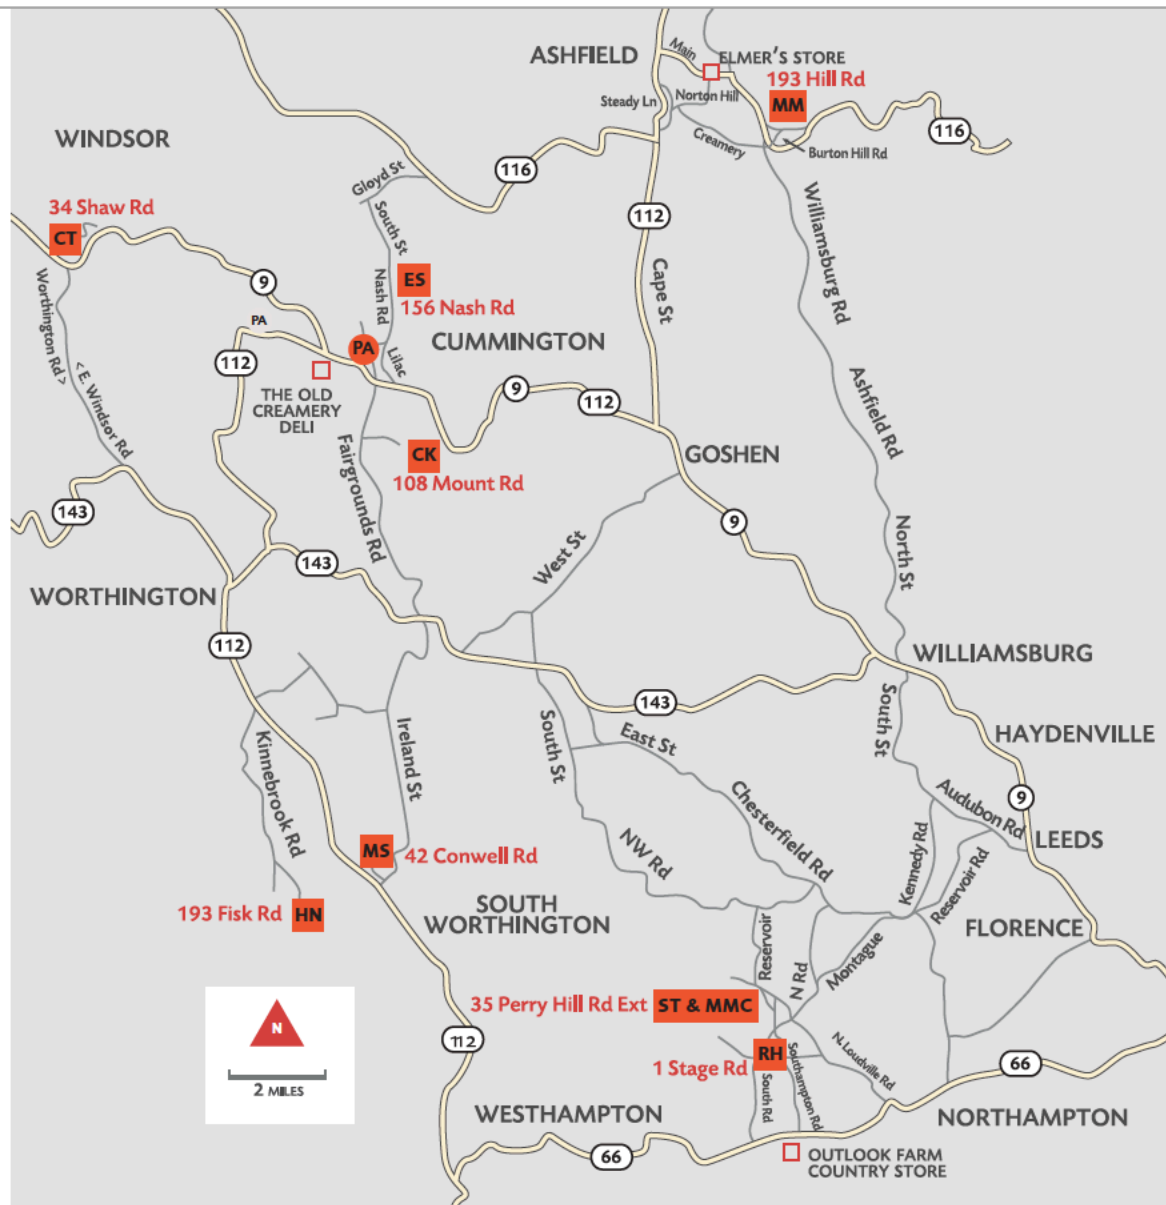 ASHFIELD
Main
ELMER'S STORE
193 Hill Rd
MM
Steady Ln
Norton Hill
Creamery
Burton Hill Rd
116
WINDSOR
116
Gloyd St
34 Shaw Rd
CT
South St
112
Williamsburg Rd
9
ES
156 Nash Rd
Nash Rd
Cape St
Worthington Rd >
PA
PA
Lilac
CUMMINGTON
112
< E. Windsor Rd
THE OLD
CREAMERY
DELI
9
112
Ashfield Rd
Fairgrounds Rd
CK
108 Mount Rd
GOSHEN
143
9
North St
143
West St
WORTHINGTON
112
WILLIAMSBURG
143
South St
HAYDENVILLE
Kinnebrook Rd
Ireland St
South St
East St
Chesterfield Rd
9
Audubon Rd
LEEDS
MS
42 Conwell Rd
NW Rd
Kennedy Rd
Reservoir Rd
193 Fisk Rd
HN
SOUTH
WORTHINGTON
FLORENCE
Reservoir
N Rd
Montague
35 Perry Hill Rd Ext
ST & MMC
N
2 MILES
112
1 Stage Rd
RH
Southampton Rd
N. Loudville Rd
66
South Rd
WESTHAMPTON
NORTHAMPTON
66
OUTLOOK FARM
COUNTRY STORE